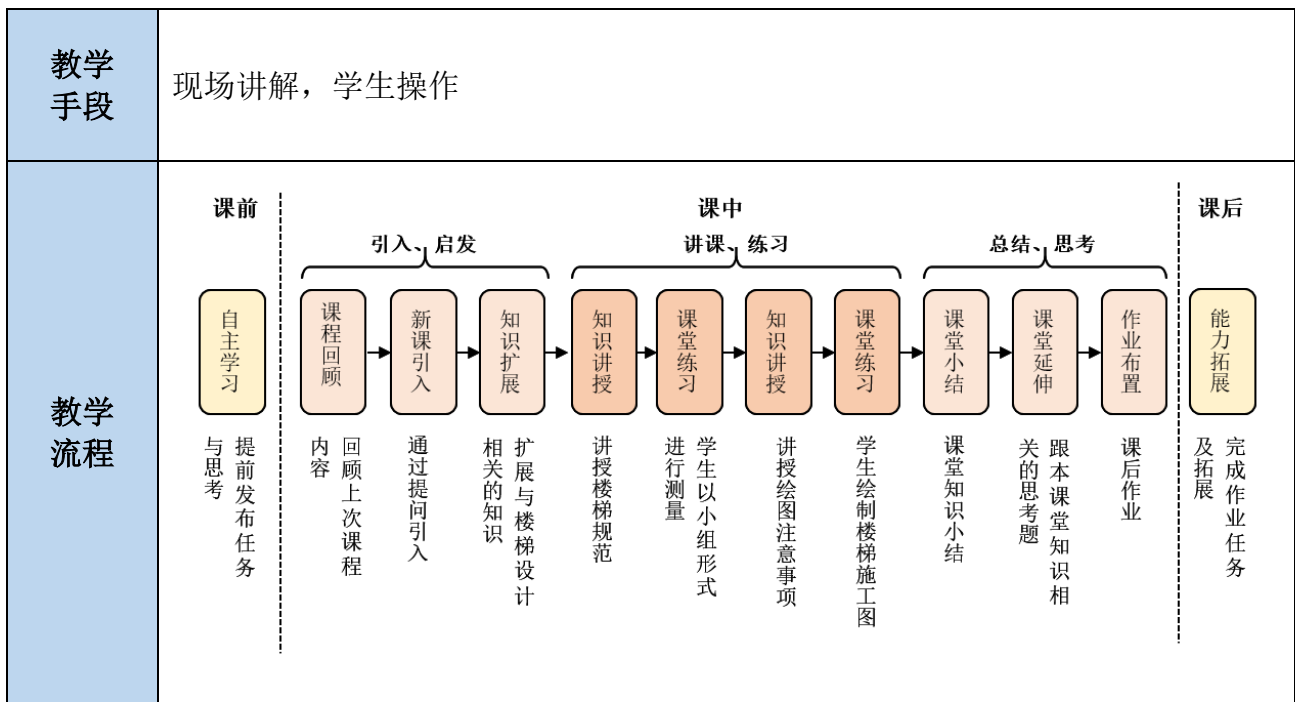 教学
手段
现场讲解，学生操作
教学
流程
课前
课中
课后
引入、启发
讲课、练习
总结、思考
自主学习
课程回顾
新课引入
知识扩展
知识讲授
课堂练习
知识讲授
课堂练习
课堂小结
课堂延伸
作业布置
能力拓展
提前发布任务
与思考
回顾上次课程
内容
通过提问引入
扩展与楼梯设计
相关的知识
讲授楼梯规范
学生以小组形式
进行测量
讲授绘图注意事项
学生绘制楼梯施工图
课堂知识小结
跟本课堂知识相
关的思考题
课后作业
完成作业任务
及拓展